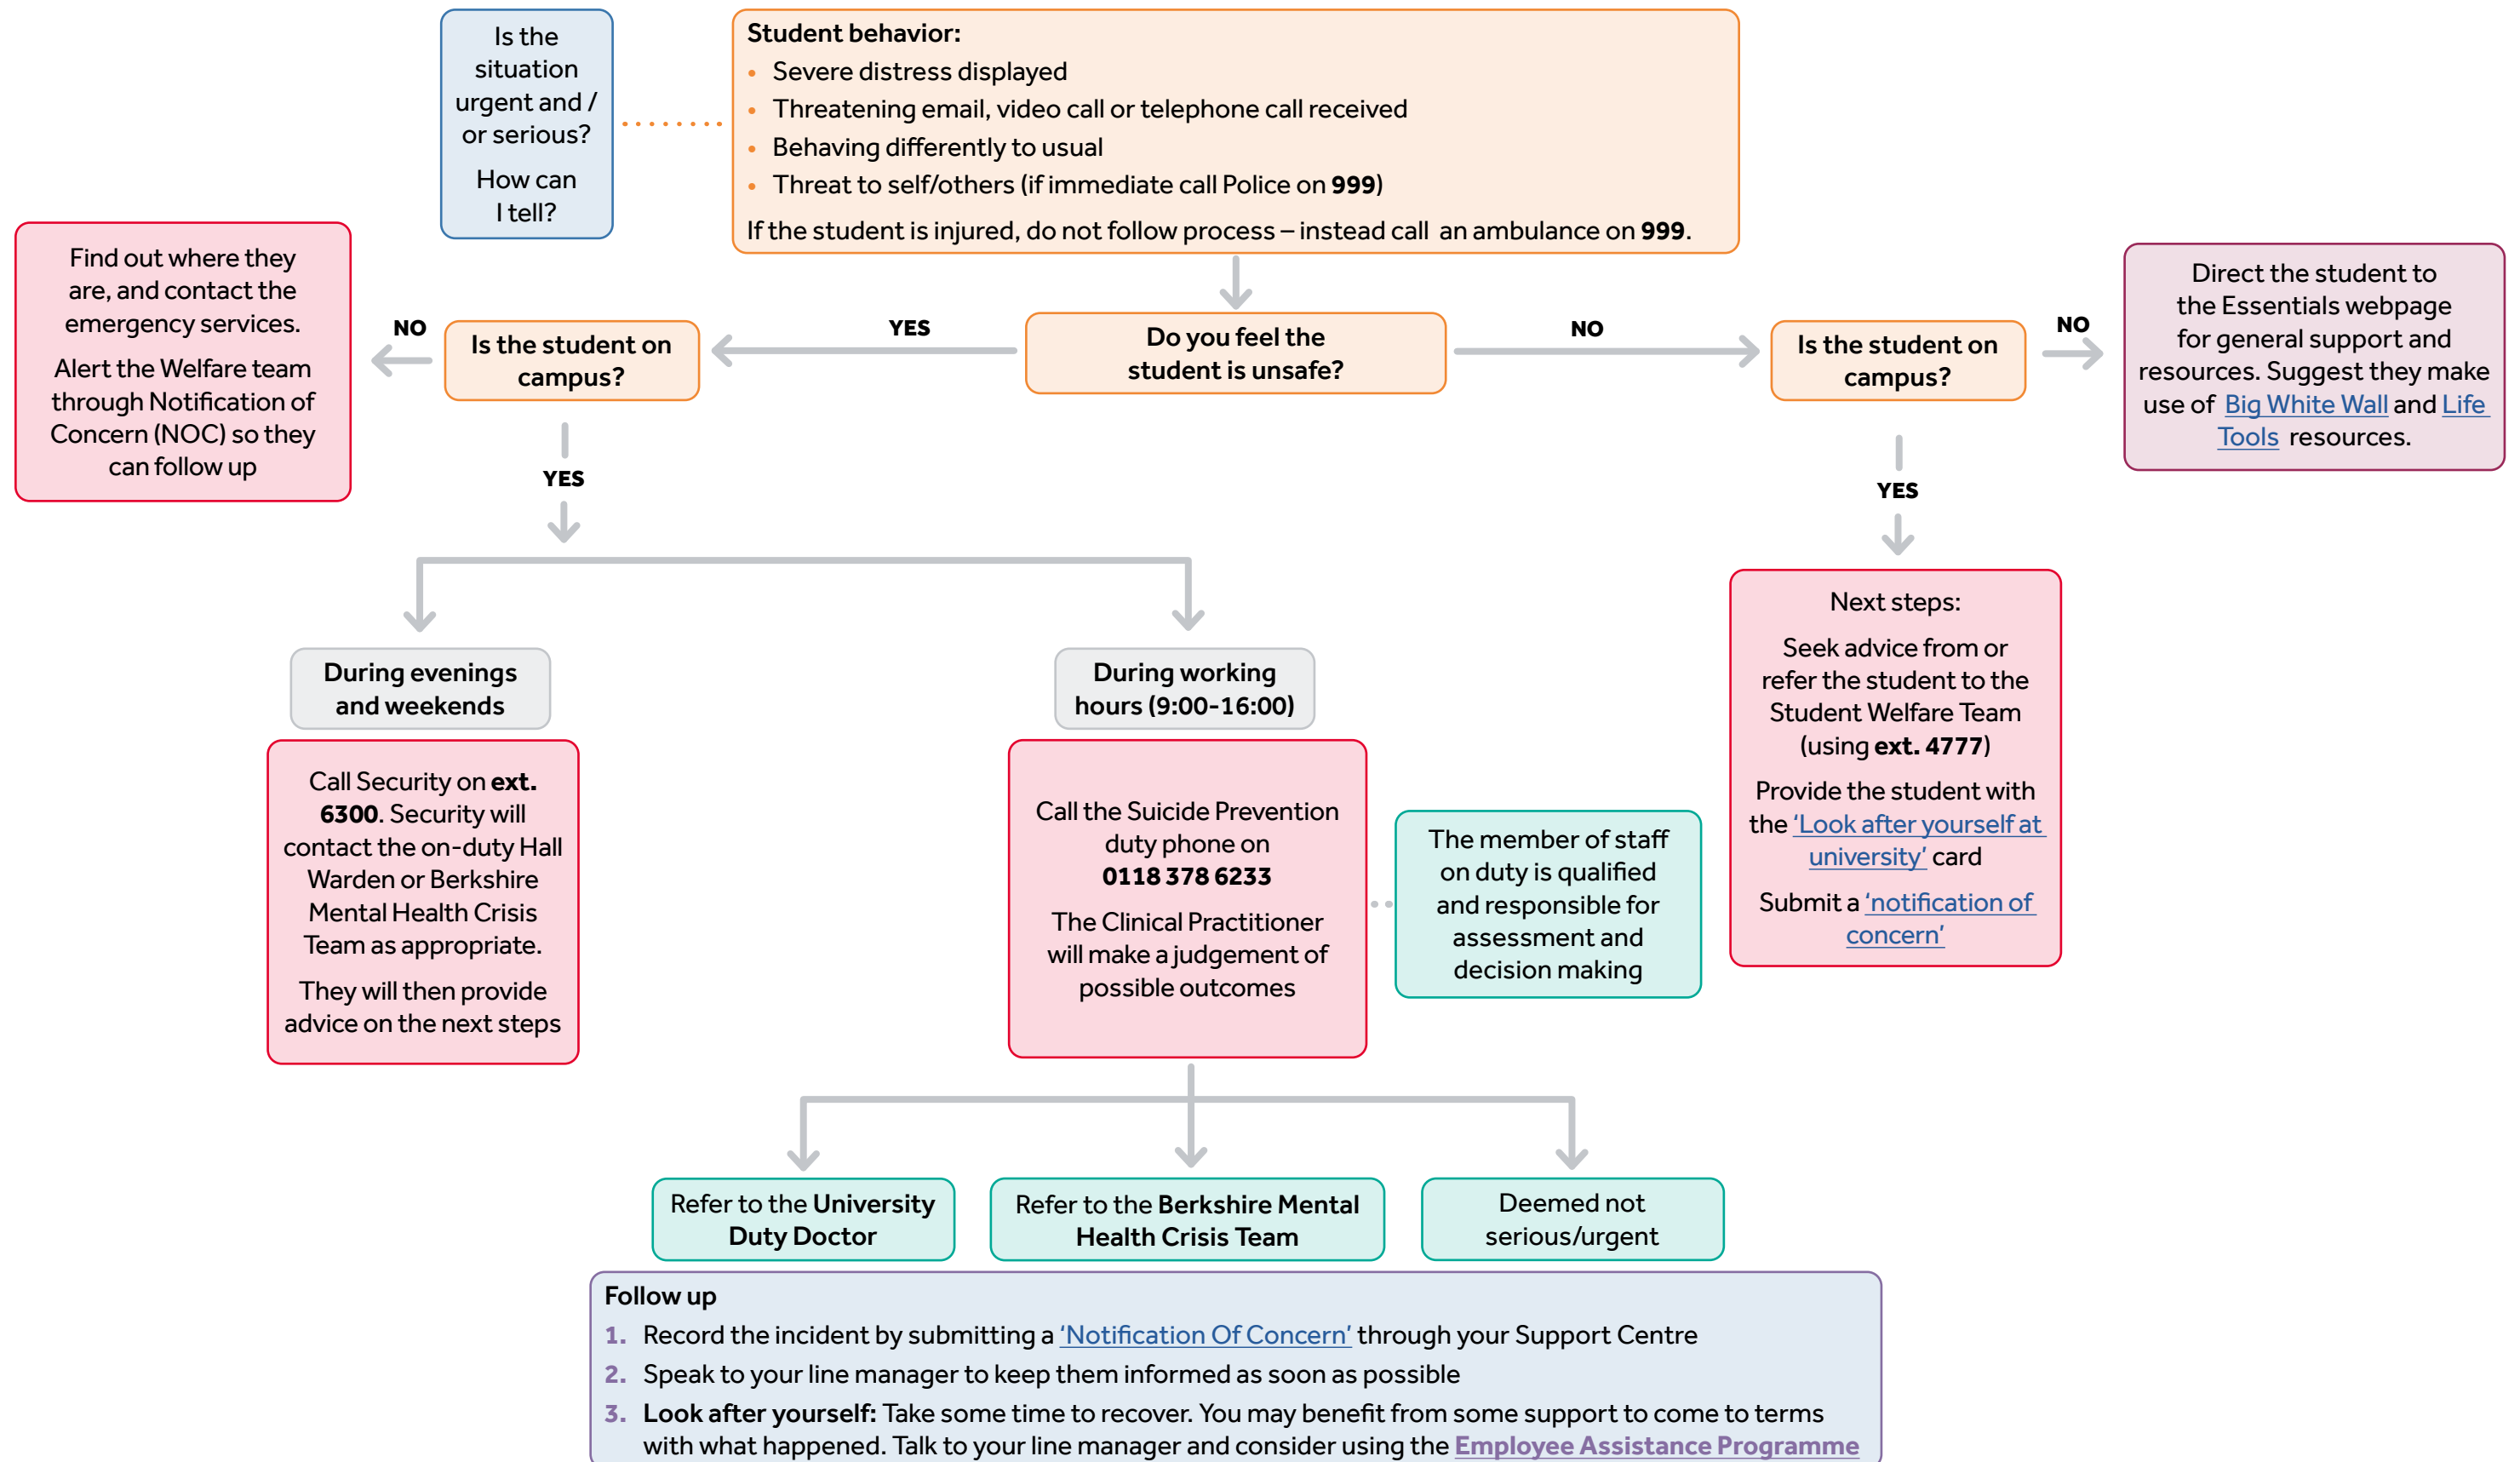 Is the
situation
urgent and /
or serious?
How can
I tell?
Student behavior:
• Severe distress displayed
• Threatening email, video call or telephone call received
• Behaving differently to usual
• Threat to self/others (if immediate call Police on 999)
If the student is injured, do not follow process – instead call an ambulance on 999.
Do you feel the
student is unsafe?
YES
Is the student on
campus?
NO
Find out where they
are, and contact the
emergency services.
Alert the Welfare team
through Notification of
Concern (NOC) so they
can follow up
NO
Is the student on
campus?
NO
Direct the student to
the Essentials webpage
for general support and
resources. Suggest they make
use of Big White Wall and Life
Tools resources.
YES
YES
During evenings
and weekends
Call Security on ext.
6300. Security will
contact the on-duty Hall
Warden or Berkshire
Mental Health Crisis
Team as appropriate.
They will then provide
advice on the next steps
During working
hours (9:00-16:00)
Call the Suicide Prevention
duty phone on
0118 378 6233
The Clinical Practitioner
will make a judgement of
possible outcomes
The member of staff
on duty is qualified
and responsible for
assessment and
decision making
Next steps:
Seek advice from or
refer the student to the
Student Welfare Team
(using ext. 4777)
Provide the student with
the ‘Look after yourself at
university’ card
Submit a ‘notification of
concern’
Refer to the University
Duty Doctor
Refer to the Berkshire Mental
Health Crisis Team
Deemed not
serious/urgent
Follow up
1. Record the incident by submitting a ‘Notification Of Concern’ through your Support Centre
2. Speak to your line manager to keep them informed as soon as possible
3. Look after yourself: Take some time to recover. You may benefit from some support to come to terms
with what happened. Talk to your line manager and consider using the Employee Assistance Programme